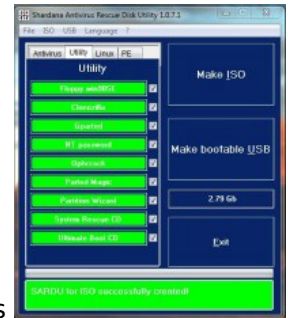 Shardana Antivirus Rescue Disk Utility 1.0.7.1
File ISO USB Language ?
Antivirus Utility Linux PE
Utility
Floppy win98SE
Clonezilla
Gparted
NT password
Ophcrack
Parted Magic
Partition Wizard
System Rescue CD
Ultimate Boot CD
Make ISO
Make bootable USB
2.79 Gb
Exit
SARDU for ISO successfully created!
s